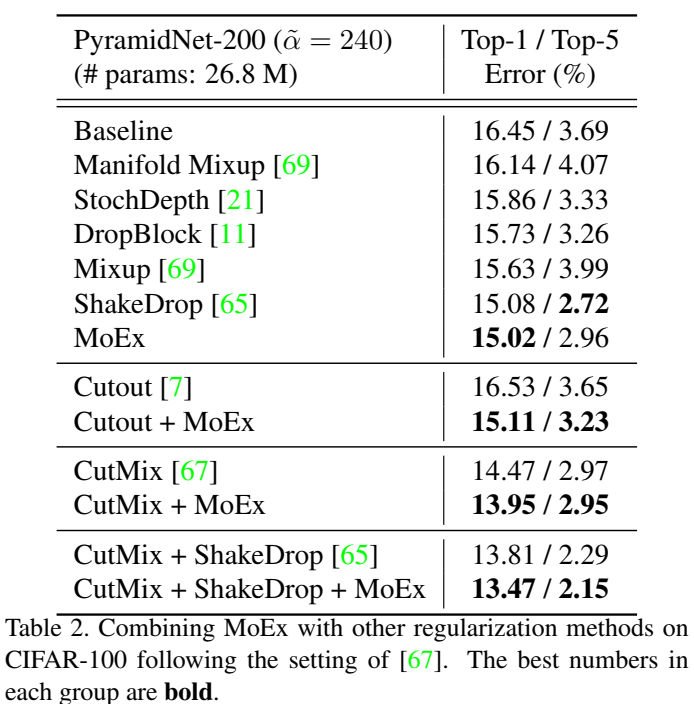 PyramidNet-200 (α̃ = 240) Top-1 / Top-5
(# params: 26.8 M) Error (%)
Baseline 16.45 / 3.69
Manifold Mixup [69] 16.14 / 4.07
StochDepth [21] 15.86 / 3.33
DropBlock [11] 15.73 / 3.26
Mixup [69] 15.63 / 3.99
ShakeDrop [65] 15.08 / 2.72
MoEx 15.02 / 2.96
Cutout [7] 16.53 / 3.65
Cutout + MoEx 15.11 / 3.23
CutMix [67] 14.47 / 2.97
CutMix + MoEx 13.95 / 2.95
CutMix + ShakeDrop [65] 13.81 / 2.29
CutMix + ShakeDrop + MoEx 13.47 / 2.15
Table 2. Combining MoEx with other regularization methods on
CIFAR-100 following the setting of [67]. The best numbers in
each group are bold.